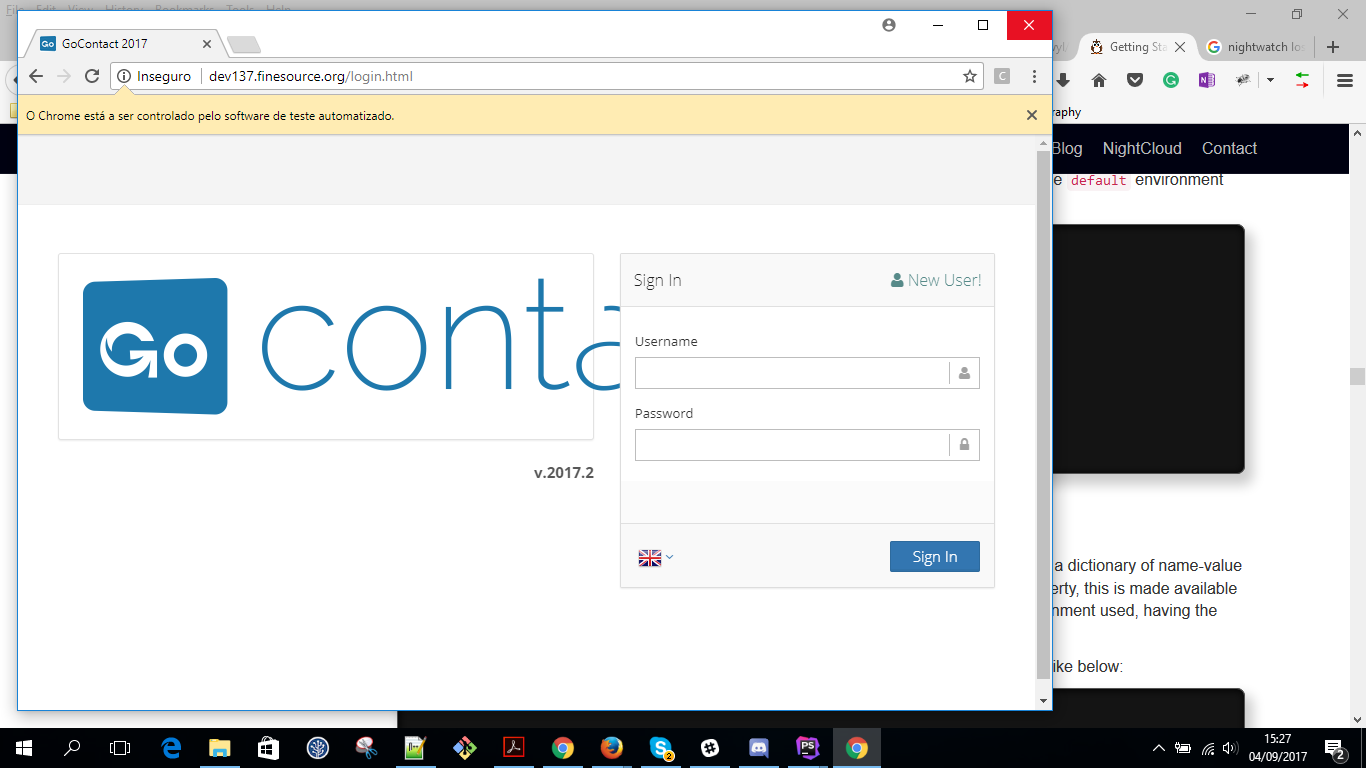 File Edit View History Bookmarks Tools Help
GoContact 2017
Getting Sta
nightwatch los
Inseguro
dev137.finesource.org/login.html
C
O Chrome está a ser controlado pelo software de teste automatizado.
raphy
Blog NightCloud Contact
default environment
Go conta
v.2017.2
Sign In
New User!
Username
Password
Sign In
a dictionary of name-value
erty, this is made available
nment used, having the
ike below:
2
PS
15:27
04/09/2017
2